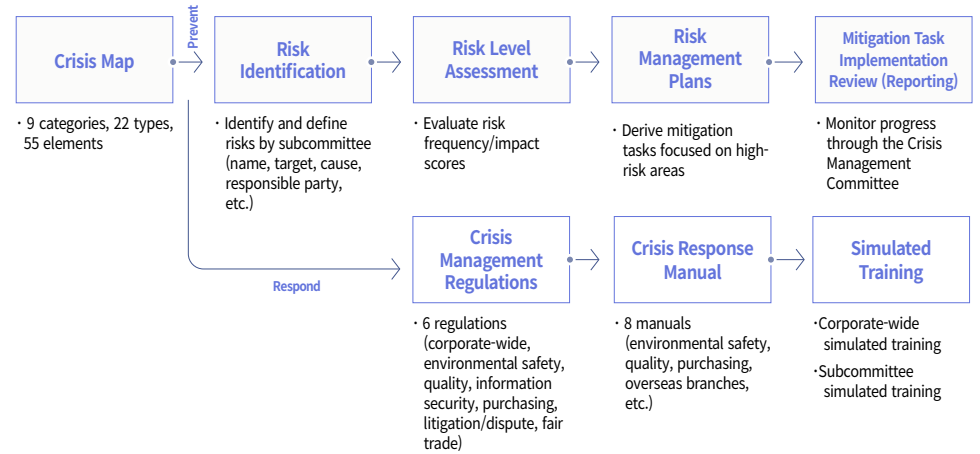 Prevent
Crisis Map
· 9 categories, 22 types,
55 elements
Risk
Identification
· Identify and define
risks by subcommittee
(name, target, cause,
responsible party,
etc.)
Risk Level
Assessment
· Evaluate risk
frequency/impact
scores
Risk
Management
Plans
· Derive mitigation
tasks focused on high-
risk areas
Mitigation Task
Implementation
Review (Reporting)
· Monitor progress
through the Crisis
Management
Committee
Respond
Crisis
Management
Regulations
· 6 regulations
(corporate-wide,
environmental safety,
quality, information
security, purchasing,
litigation/dispute, fair
trade)
Crisis Response
Manual
· 8 manuals
(environmental safety,
quality, purchasing,
overseas branches,
etc.)
Simulated
Training
·Corporate-wide
simulated training
·Subcommittee
simulated training